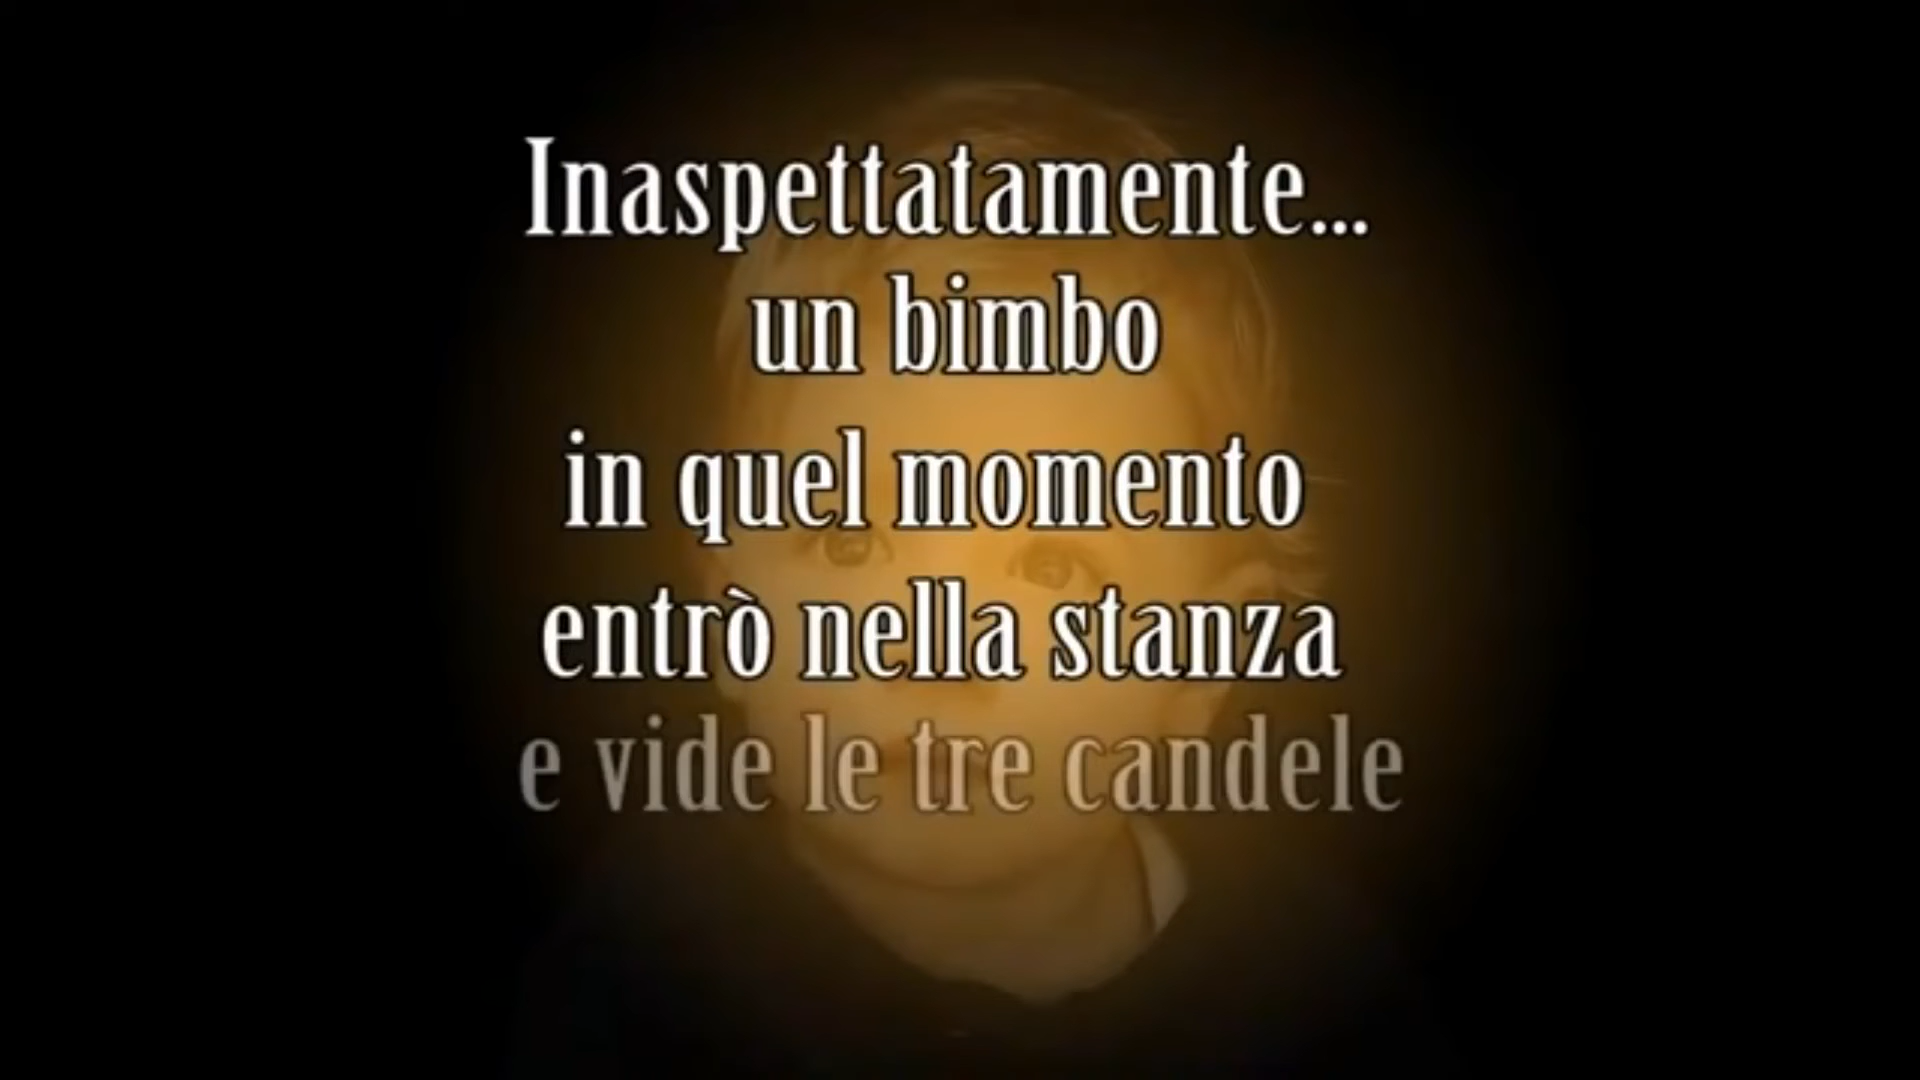 Inaspettatamente...
un bimbo
in quel momento
entrò nella stanza
e vide le tre candele